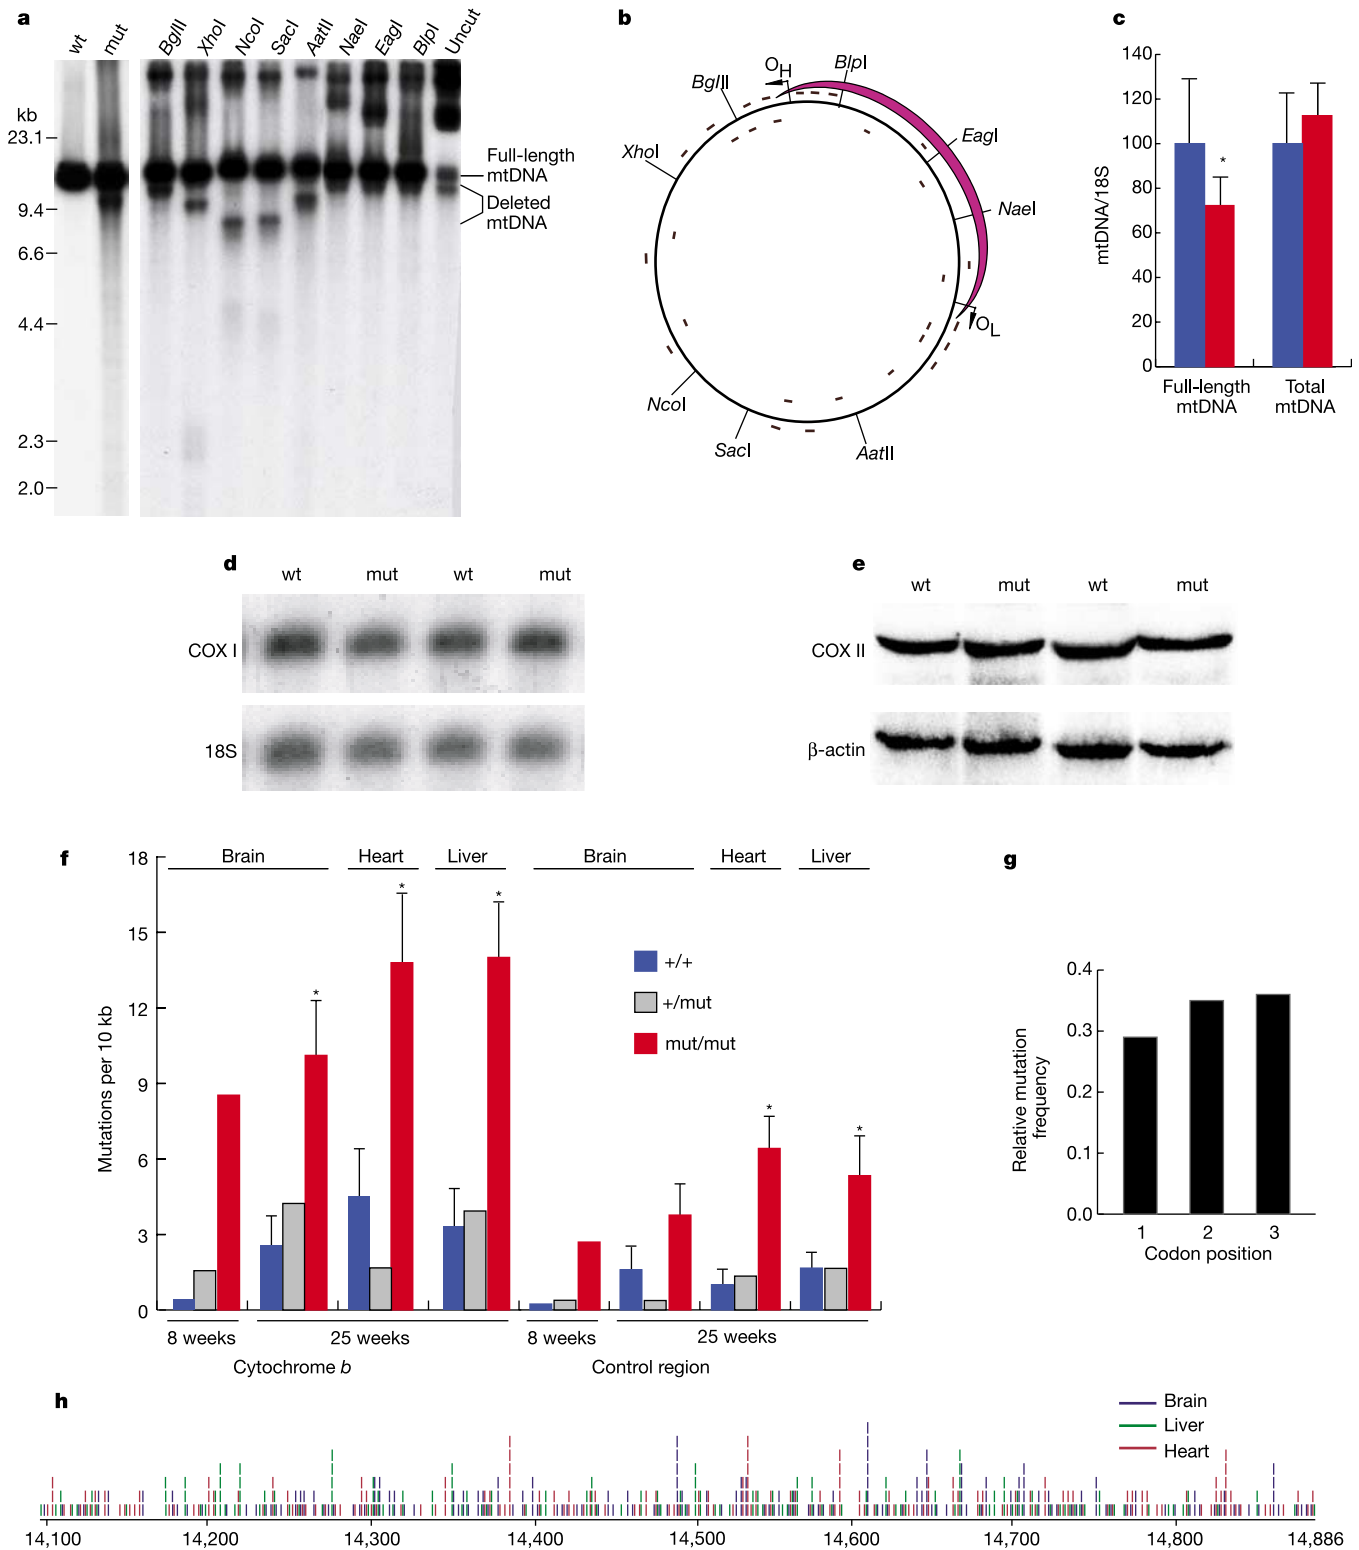 a
wt
mut
BglII
XhoI
NcoI
SacI
AatII
NaeI
EagI
BlpI
Uncut
kb
23.1
9.4
6.6
4.4
2.3
2.0
Full-length
mtDNA
Deleted
mtDNA
b
OH
BlpI
BglII
EagI
XhoI
NaeI
OL
NcoI
SacI
AatII
c
mtDNA/18S
140
120
100
80
60
40
20
0
*
Full-length
mtDNA
Total
mtDNA
d
wt mut wt mut
COX I
18S
e
wt mut wt mut
COX II
β-actin
f
Mutations per 10 kb
18
15
12
9
6
3
0
Brain Heart Liver Brain Heart Liver
* * * * *
+/+
+/mut
mut/mut
8 weeks 25 weeks 8 weeks 25 weeks
Cytochrome b Control region
g
Relative mutation
frequency
0.4
0.3
0.2
0.1
0.0
1 2 3
Codon position
h
Brain
Liver
Heart
14,100 14,200 14,300 14,400 14,500 14,600 14,700 14,800 14,886